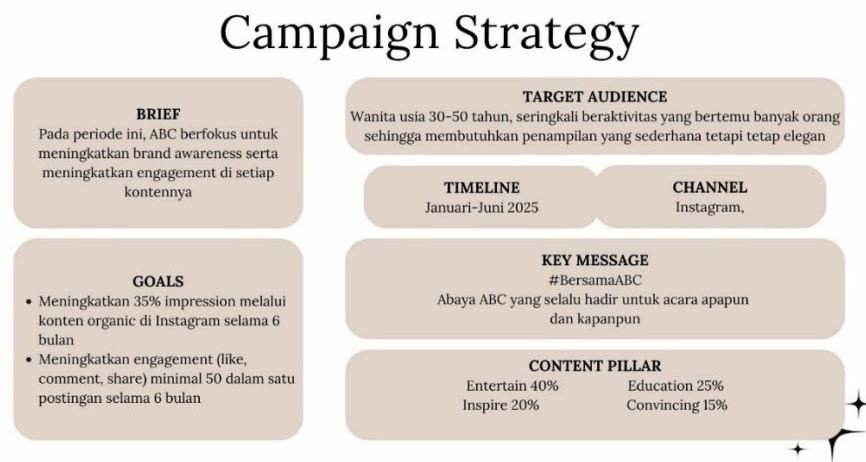 Campaign Strategy
BRIEF
Pada periode ini, ABC berfokus untuk
meningkatkan brand awareness serta
meningkatkan engagement di setiap
kontennya
GOALS
• Meningkatkan 35% impression melalui
konten organic di Instagram selama 6
bulan
• Meningkatkan engagement (like,
comment, share) minimal 50 dalam satu
postingan selama 6 bulan
TARGET AUDIENCE
Wanita usia 30-50 tahun, seringkali beraktivitas yang bertemu banyak orang
sehingga membutuhkan penampilan yang sederhana tetapi tetap elegan
TIMELINE
Januari-Juni 2025
CHANNEL
Instagram,
KEY MESSAGE
#BersamaABC
Abaya ABC yang selalu hadir untuk acara apapun
dan kapanpun
CONTENT PILLAR
Entertain 40% Education 25%
Inspire 20% Convincing 15%